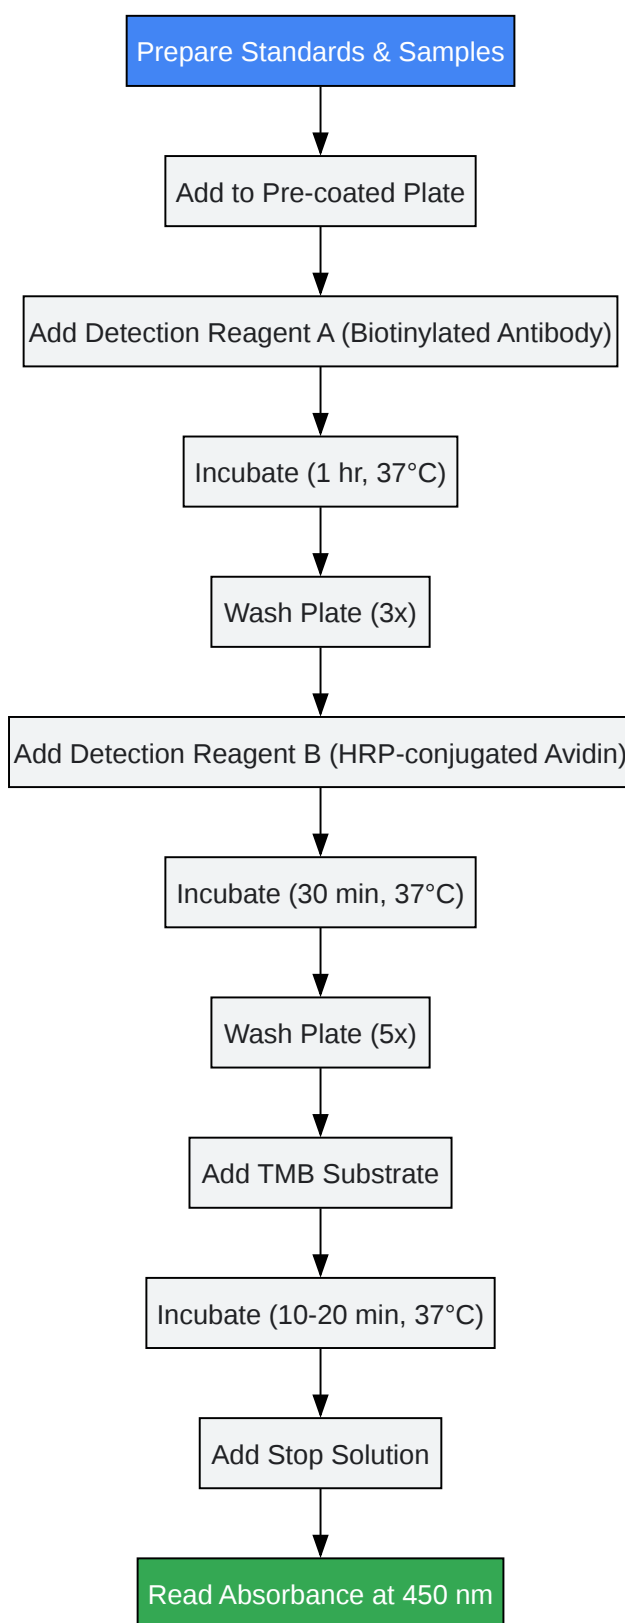 Prepare Standards & Samples
Add to Pre-coated Plate
Add Detection Reagent A (Biotinylated Antibody)
Incubate (1 hr, 37°C)
Wash Plate (3x)
Add Detection Reagent B (HRP-conjugated Avidin)
Incubate (30 min, 37°C)
Wash Plate (5x)
Add TMB Substrate
Incubate (10-20 min, 37°C)
Add Stop Solution
Read Absorbance at 450 nm